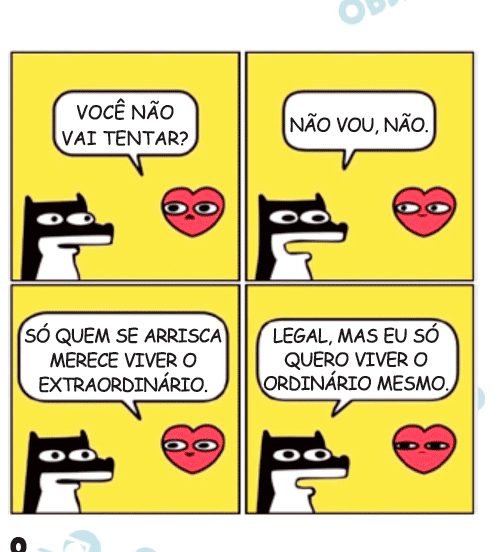 VOCÊ NÃO
VAI TENTAR?
NÃO VOU, NÃO.
SÓ QUEM SE ARRISCA
MERECE VIVER O
EXTRAORDINÁRIO.
LEGAL, MAS EU SÓ
QUERO VIVER O
ORDINÁRIO MESMO.